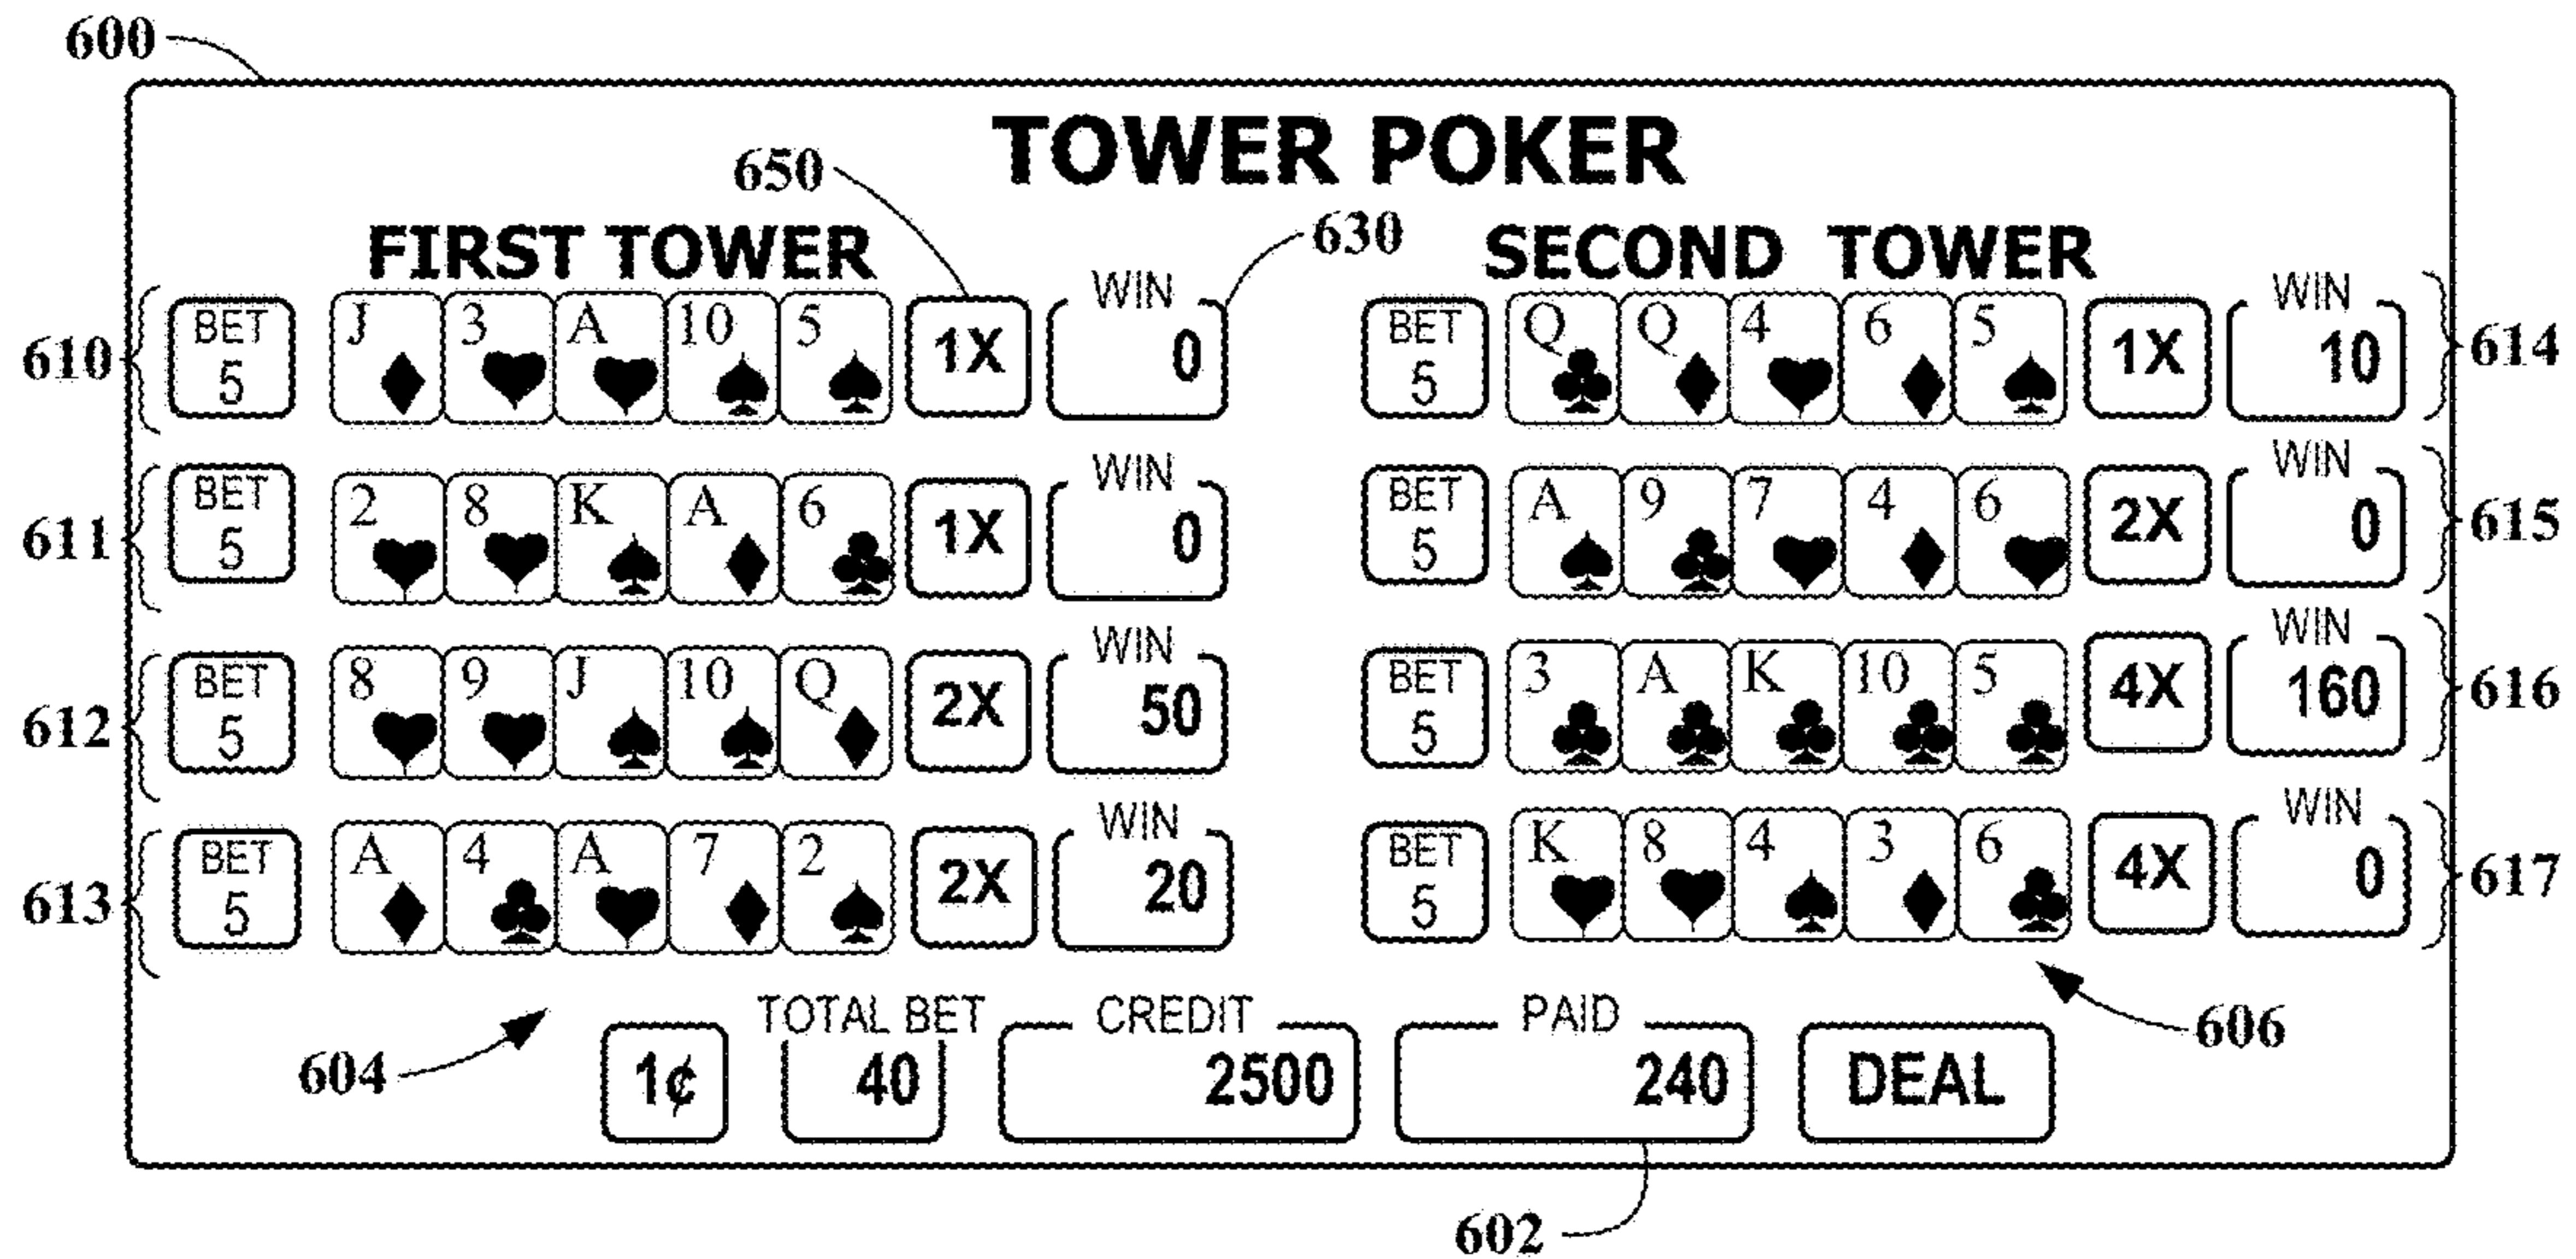 600
TOWER POKER
650
FIRST TOWER
630
SECOND TOWER
610
BET
5
J 3 A 10 5
1X
WIN
0
BET
5
Q Q 4 6 5
1X
WIN
10
614
611
BET
5
2 8 K A 6
1X
WIN
0
BET
5
A 9 7 4 6
2X
WIN
0
615
612
BET
5
8 9 J 10 Q
2X
WIN
50
BET
5
3 A K 10 5
4X
WIN
160
616
613
BET
5
A 4 A 7 2
2X
WIN
20
BET
5
K 8 4 3 6
4X
WIN
0
617
604
1¢
TOTAL BET
40
CREDIT
2500
PAID
240
DEAL
606
602